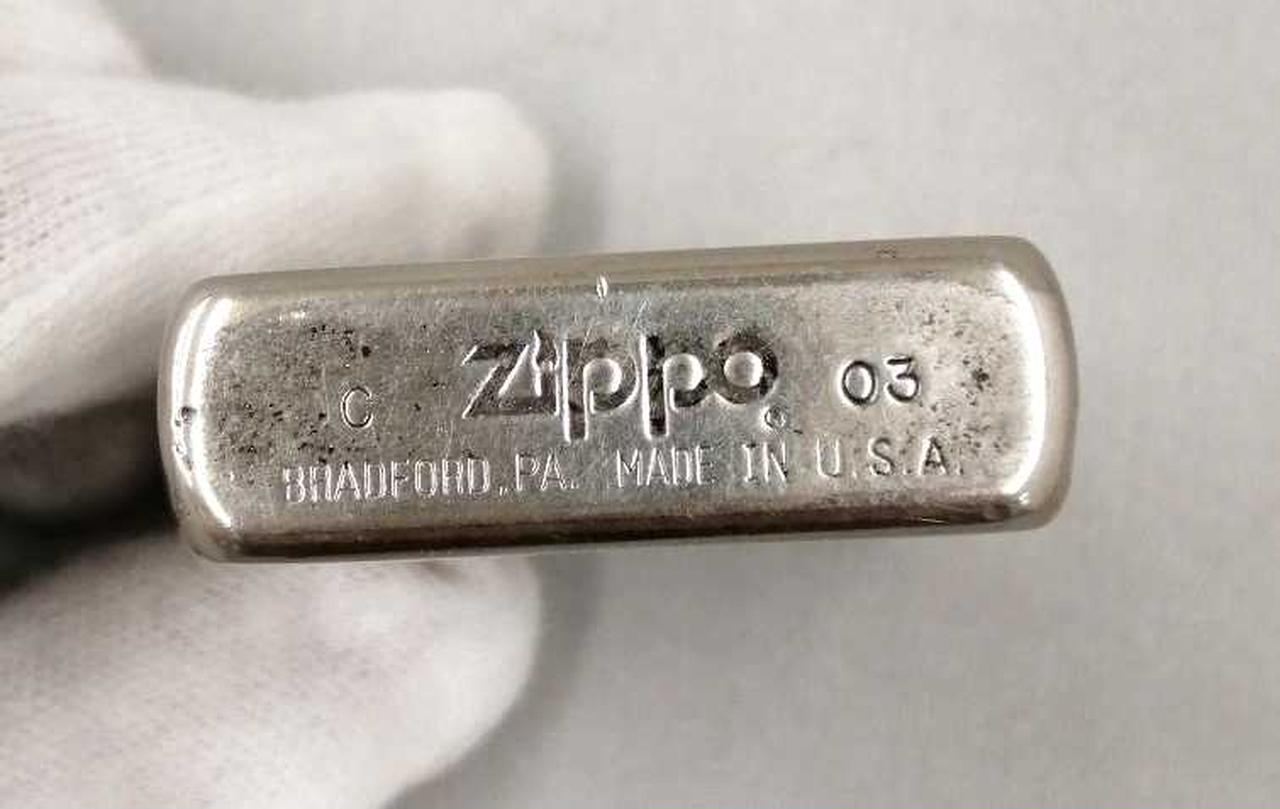 C Zippo® 03
BRADFORD, PA. MADE IN U.S.A.